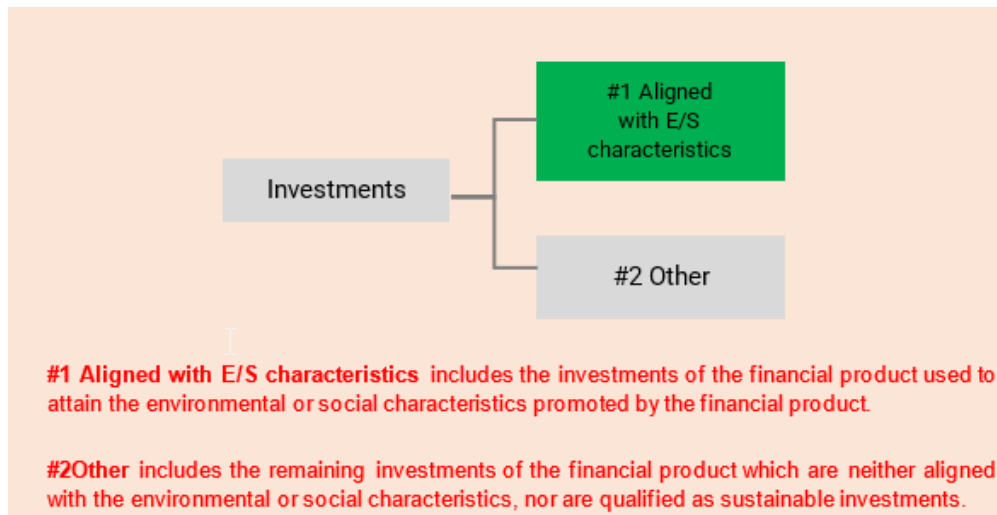 #1 Aligned
with E/S
characteristics
Investments
#2 Other
#1 Aligned with E/S characteristics includes the investments of the financial product used to
attain the environmental or social characteristics promoted by the financial product.
#2Other includes the remaining investments of the financial product which are neither aligned
with the environmental or social characteristics, nor are qualified as sustainable investments.